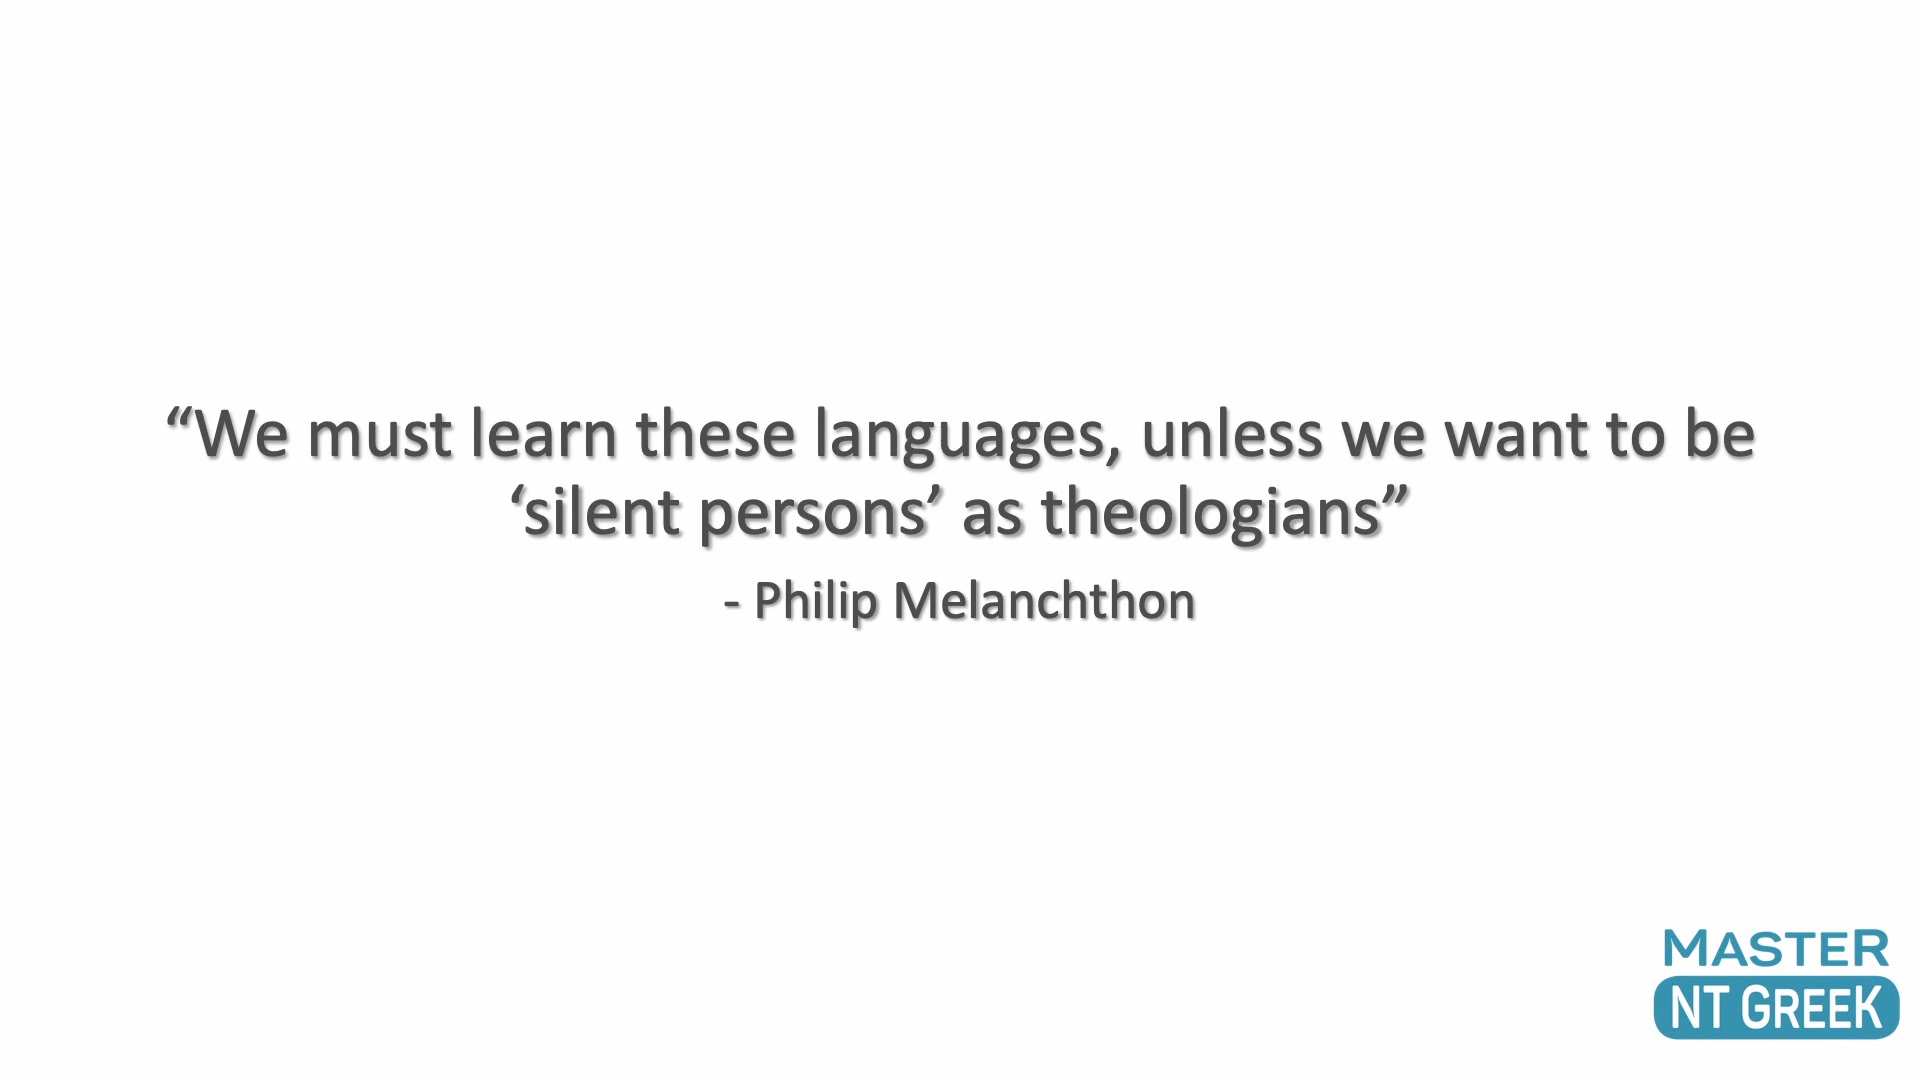 “We must learn these languages, unless we want to be
‘silent persons’ as theologians”
- Philip Melanchthon
MASTER
NT GREEK